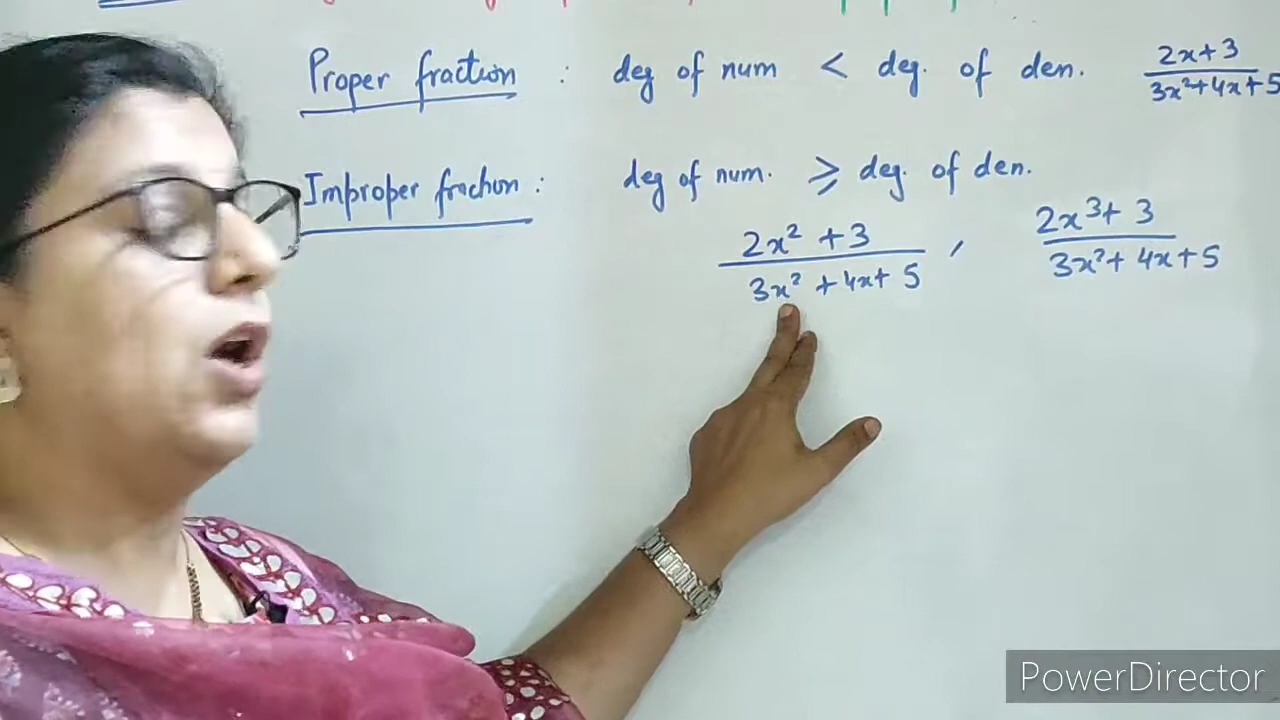 Proper fraction : deg of num < deg. of den. 2x+3 / 3x²+4x+5
Improper fraction : deg of num. ≥ deg. of den.
2x² + 3 / 3x² + 4x + 5 , 2x³ + 3 / 3x² + 4x + 5
PowerDirector